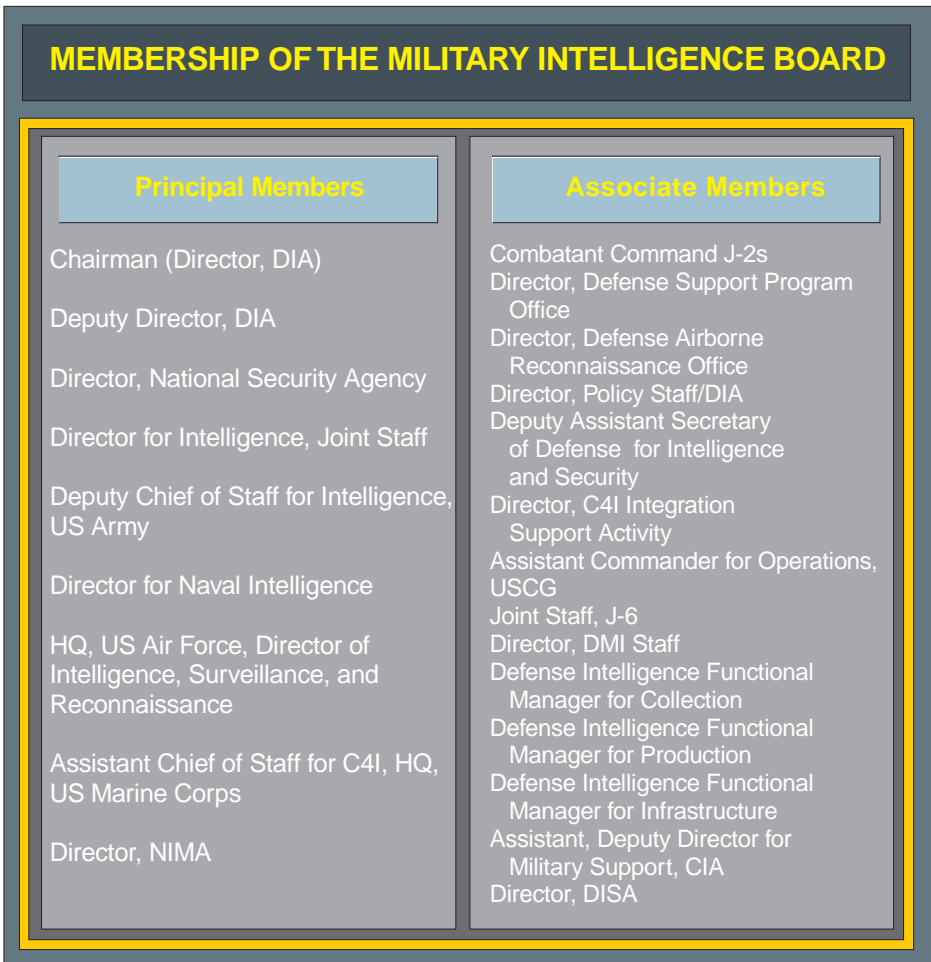 MEMBERSHIP OF THE MILITARY INTELLIGENCE BOARD
Principal Members
Chairman (Director, DIA)
Deputy Director, DIA
Director, National Security Agency
Director for Intelligence, Joint Staff
Deputy Chief of Staff for Intelligence,
US Army
Director for Naval Intelligence
HQ, US Air Force, Director of
Intelligence, Surveillance, and
Reconnaissance
Assistant Chief of Staff for C4I, HQ,
US Marine Corps
Director, NIMA
Associate Members
Combatant Command J-2s
Director, Defense Support Program
Office
Director, Defense Airborne
Reconnaissance Office
Director, Policy Staff/DIA
Deputy Assistant Secretary
of Defense for Intelligence
and Security
Director, C4I Integration
Support Activity
Assistant Commander for Operations,
USCG
Joint Staff, J-6
Director, DMI Staff
Defense Intelligence Functional
Manager for Collection
Defense Intelligence Functional
Manager for Production
Defense Intelligence Functional
Manager for Infrastructure
Assistant, Deputy Director for
Military Support, CIA
Director, DISA